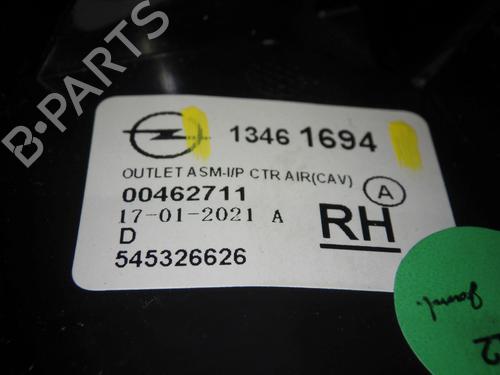 B-PARTS
1346 1694
OUTLET ASM-I/P CTR AIR(CAV)
00462711
A
17-01-2021 A
RH
D
545326626